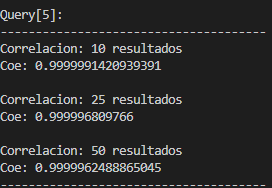 Query[5]:
-------------------------------------
Correlacion: 10 resultados
Coe: 0.9999991420939391

Correlacion: 25 resultados
Coe: 0.999996809766

Correlacion: 50 resultados
Coe: 0.9999962488865045
-------------------------------------